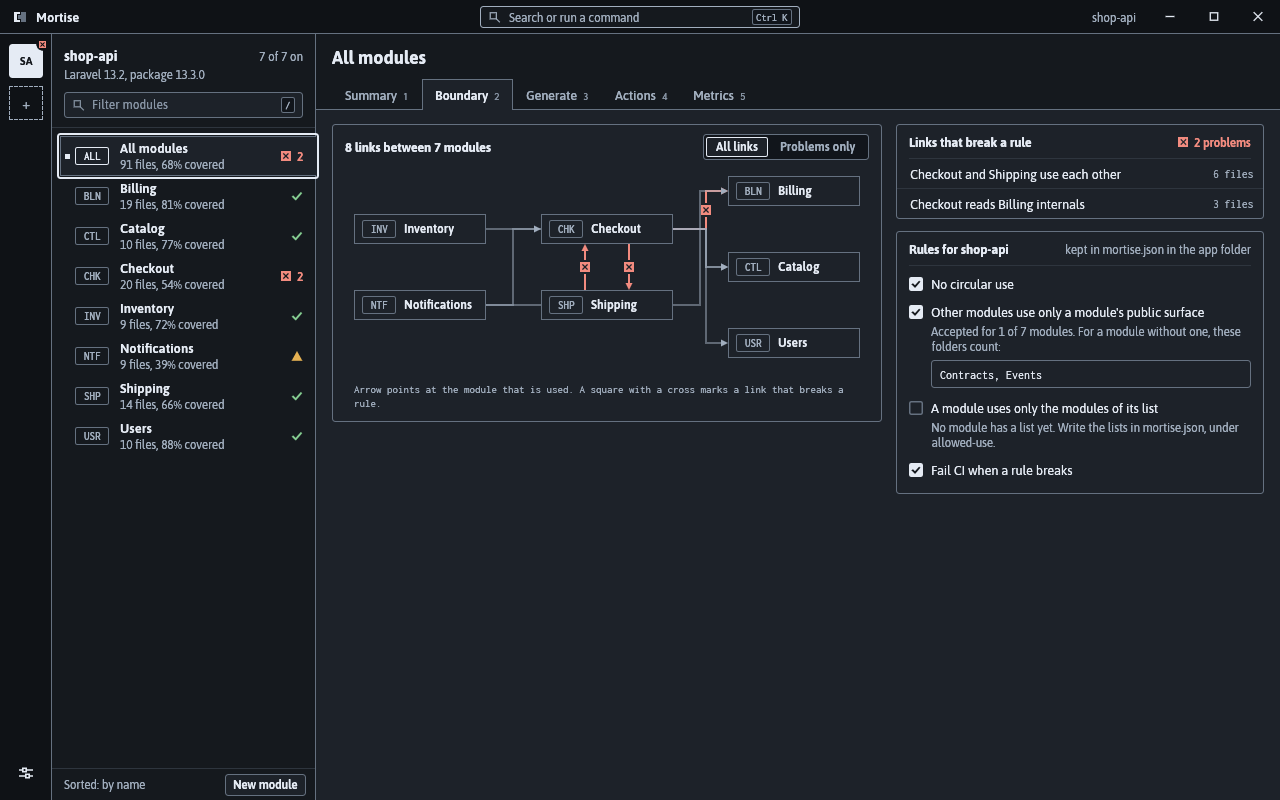 Mortise
Search or run a command
Ctrl K
shop-api
SA
+
shop-api
7 of 7 on
Laravel 13.2, package 13.3.0
Filter modules
/
ALL
All modules
91 files, 68% covered
2
BLN
Billing
19 files, 81% covered
CTL
Catalog
10 files, 77% covered
CHK
Checkout
20 files, 54% covered
2
INV
Inventory
9 files, 72% covered
NTF
Notifications
9 files, 39% covered
SHP
Shipping
14 files, 66% covered
USR
Users
10 files, 88% covered
Sorted: by name
New module
All modules
Summary 1
Boundary 2
Generate 3
Actions 4
Metrics 5
8 links between 7 modules
All links
Problems only
BLN Billing
INV Inventory
CHK Checkout
CTL Catalog
NTF Notifications
SHP Shipping
USR Users
Arrow points at the module that is used. A square with a cross marks a link that breaks a
rule.
Links that break a rule
2 problems
Checkout and Shipping use each other
6 files
Checkout reads Billing internals
3 files
Rules for shop-api
kept in mortise.json in the app folder
No circular use
Other modules use only a module's public surface
Accepted for 1 of 7 modules. For a module without one, these
folders count:
Contracts, Events
A module uses only the modules of its list
No module has a list yet. Write the lists in mortise.json, under
allowed-use.
Fail CI when a rule breaks